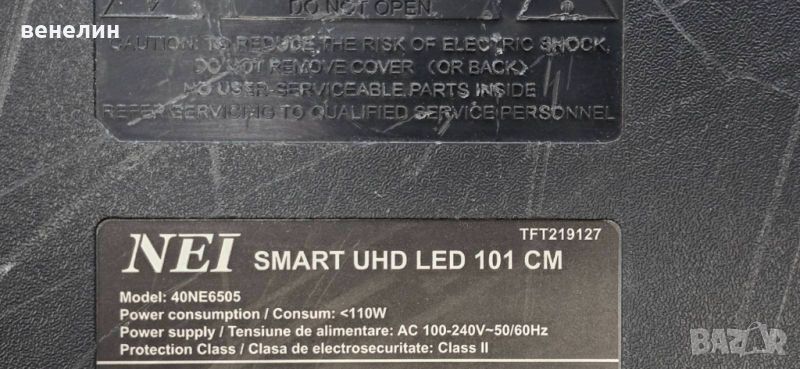 DO NOT OPEN
венелин
CAUTION: TO REDUCE THE RISK OF ELECTRIC SHOCK,
DO NOT REMOVE COVER (OR BACK)
NO USER-SERVICEABLE PARTS INSIDE
REFER SERVICING TO QUALIFIED SERVICE PERSONNEL
TFT219127
NEI SMART UHD LED 101 CM
Model: 40NE6505
Power consumption / Consum: <110W
Power supply / Tensiune de alimentare: AC 100-240V~50/60Hz
Protection Class / Clasa de electrosecuritate: Class II
BAZAR